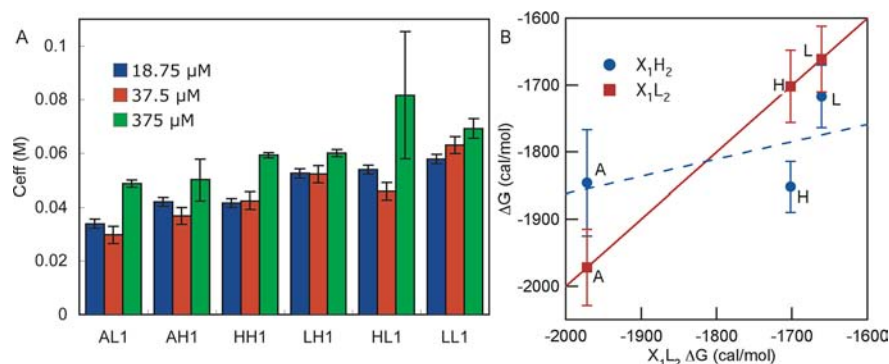 A
0.1
0.08
0.06
0.04
0.02
0
Ceff (M)
18.75 µM
37.5 µM
375 µM
AL1 AH1 HH1 LH1 HL1 LL1
B
-1600
-1700
-1800
-1900
-2000
ΔG (cal/mol)
X₁H₂
X₁L₂
L
H
L
A
H
A
-2000 -1900 -1800 -1700 -1600
X₁L₂ ΔG (cal/mol)